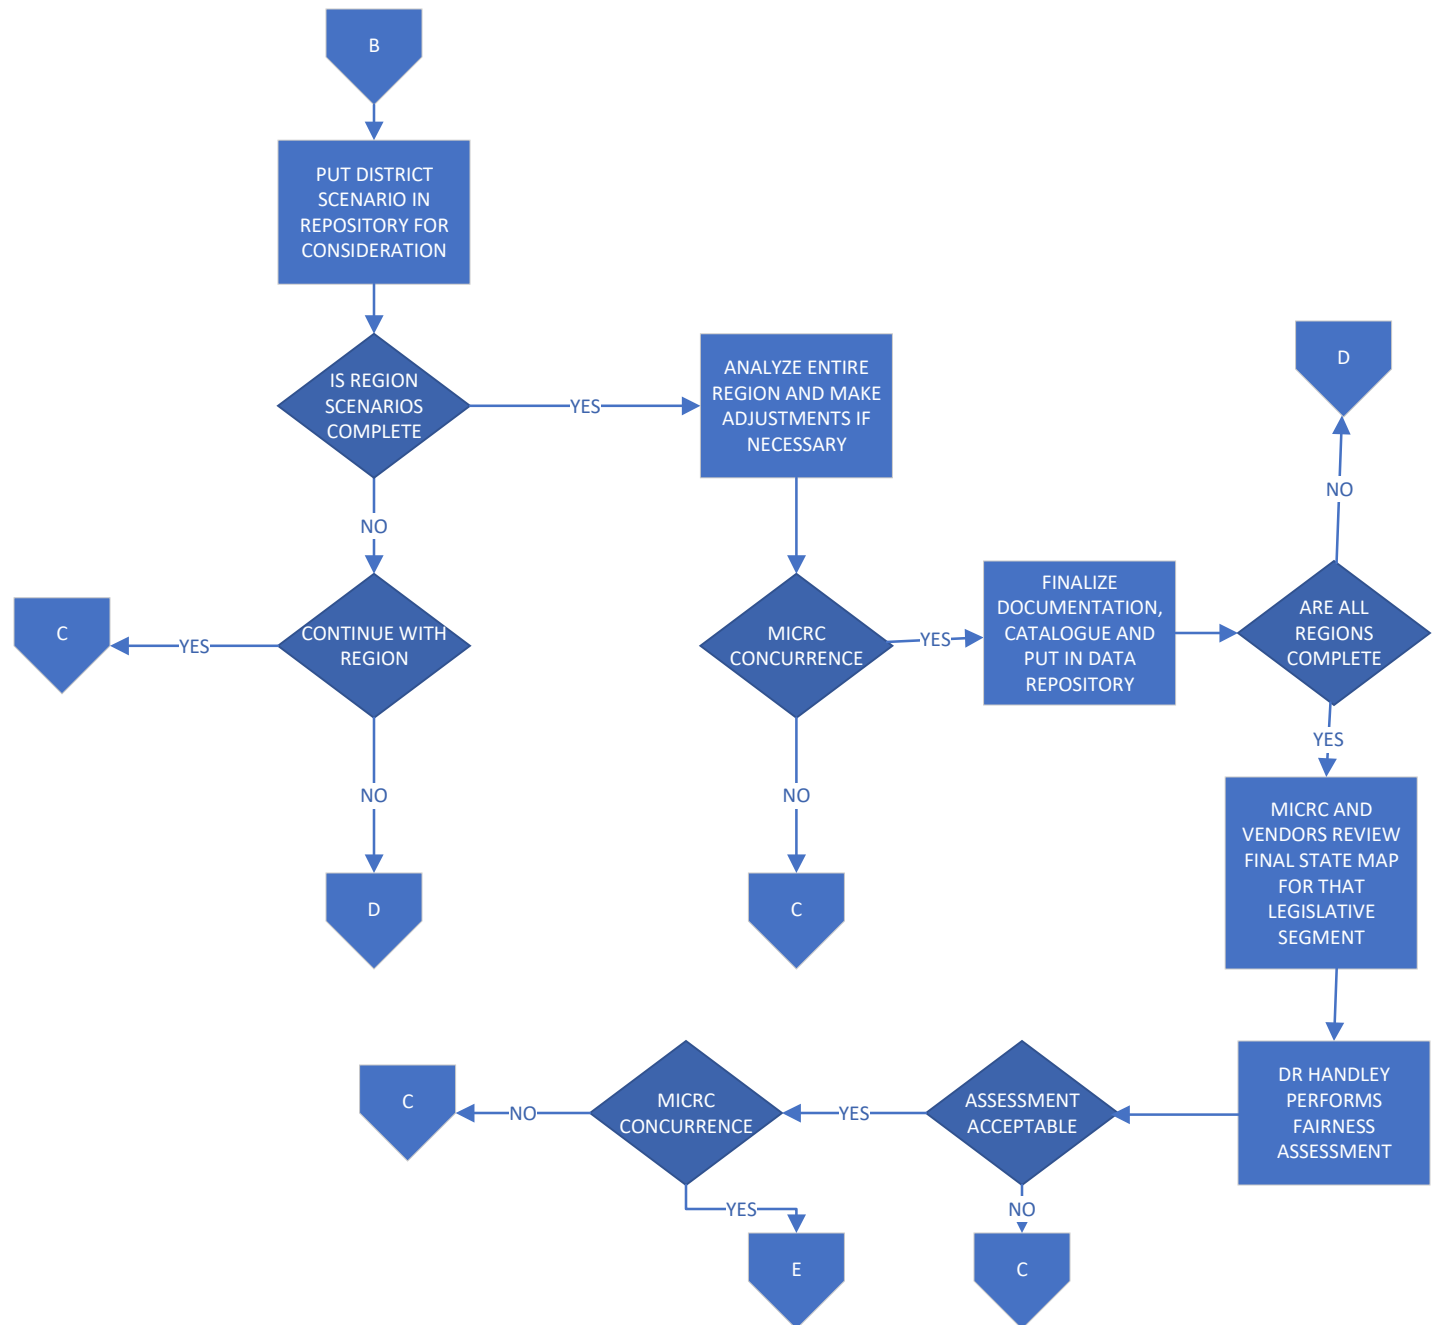 B
PUT DISTRICT
SCENARIO IN
REPOSITORY FOR
CONSIDERATION
IS REGION
SCENARIOS
COMPLETE
YES
ANALYZE ENTIRE
REGION AND MAKE
ADJUSTMENTS IF
NECESSARY
D
NO
NO
CONTINUE WITH
REGION
YES
C
NO
D
MICRC
CONCURRENCE
YES
FINALIZE
DOCUMENTATION,
CATALOGUE AND
PUT IN DATA
REPOSITORY
ARE ALL
REGIONS
COMPLETE
NO
C
YES
MICRC AND
VENDORS REVIEW
FINAL STATE MAP
FOR THAT
LEGISLATIVE
SEGMENT
DR HANDLEY
PERFORMS
FAIRNESS
ASSESSMENT
ASSESSMENT
ACCEPTABLE
YES
MICRC
CONCURRENCE
NO
C
YES
E
NO
C